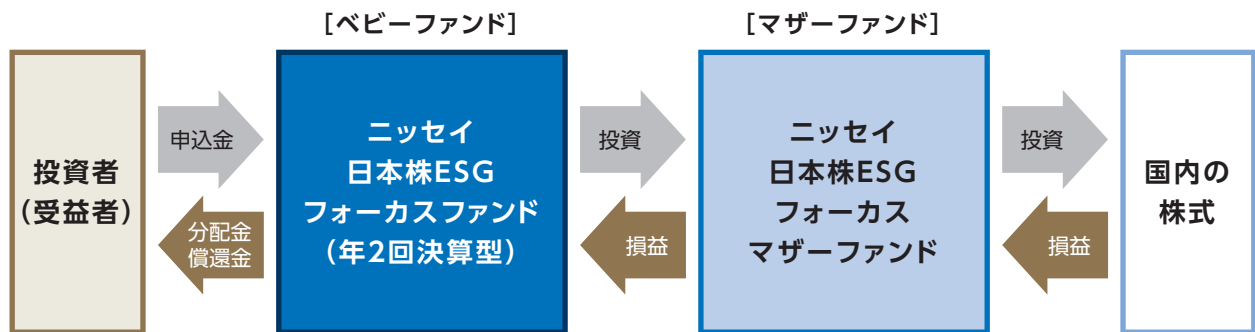 ［ベビーファンド］
［マザーファンド］
投資者
（受益者）
申込金
分配金
償還金
ニッセイ
日本株ESG
フォーカスファンド
（年2回決算型）
投資
損益
ニッセイ
日本株ESG
フォーカス
マザーファンド
投資
損益
国内の
株式